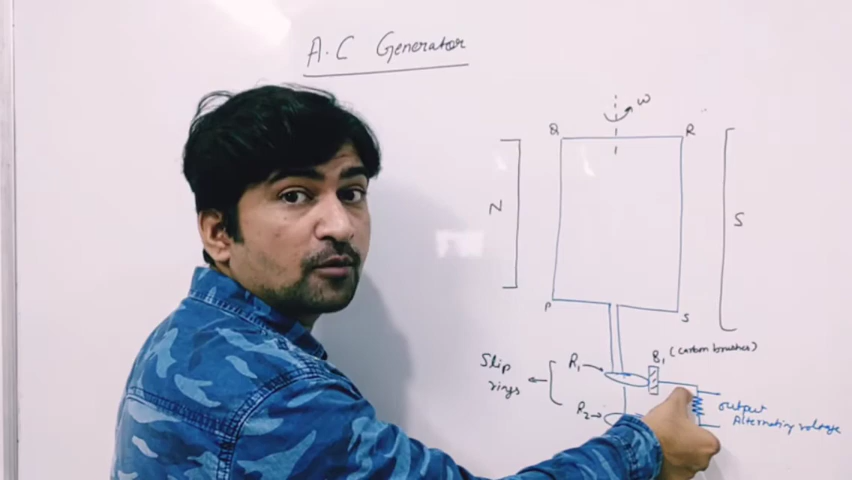 A.C Generator
ω
Q
R
N
S
P
S
B₁ (carbon brushes)
Slip
rings
R₁
R₂
output
Alternating voltage